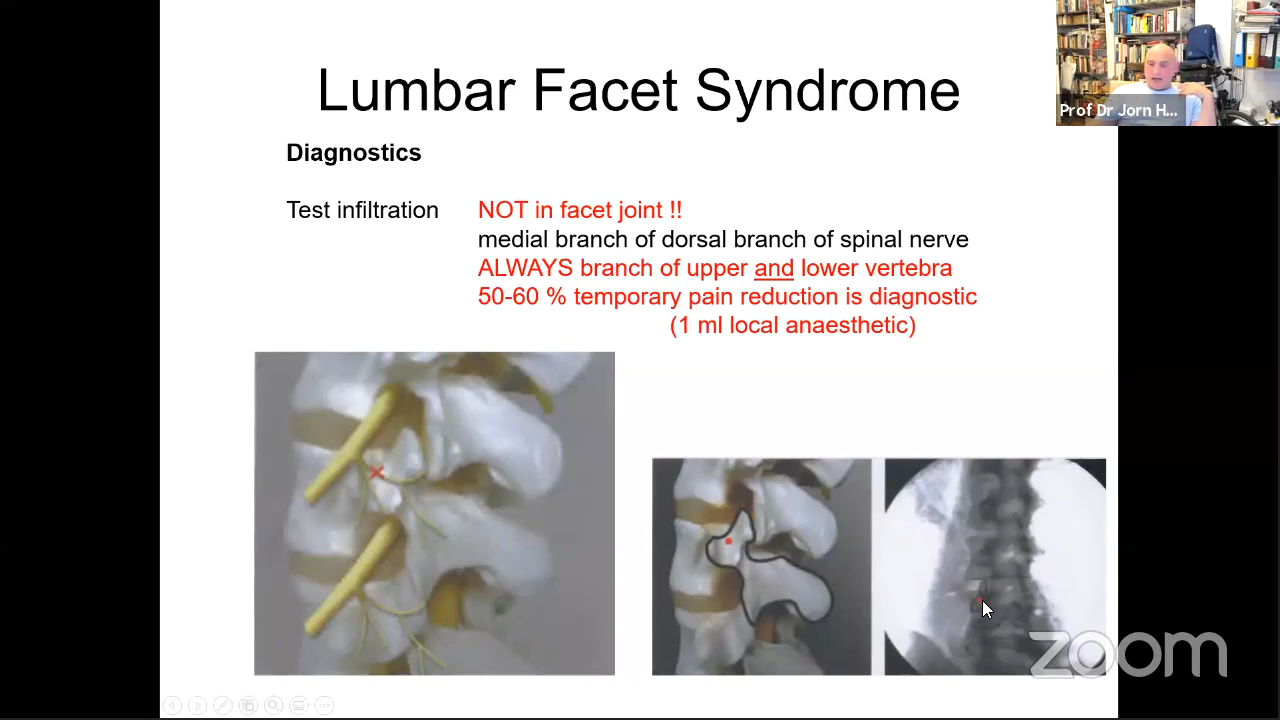 Lumbar Facet Syndrome
Prof Dr Jorn H...
Diagnostics
Test infiltration NOT in facet joint !!
medial branch of dorsal branch of spinal nerve
ALWAYS branch of upper and lower vertebra
50-60 % temporary pain reduction is diagnostic
(1 ml local anaesthetic)
zoom